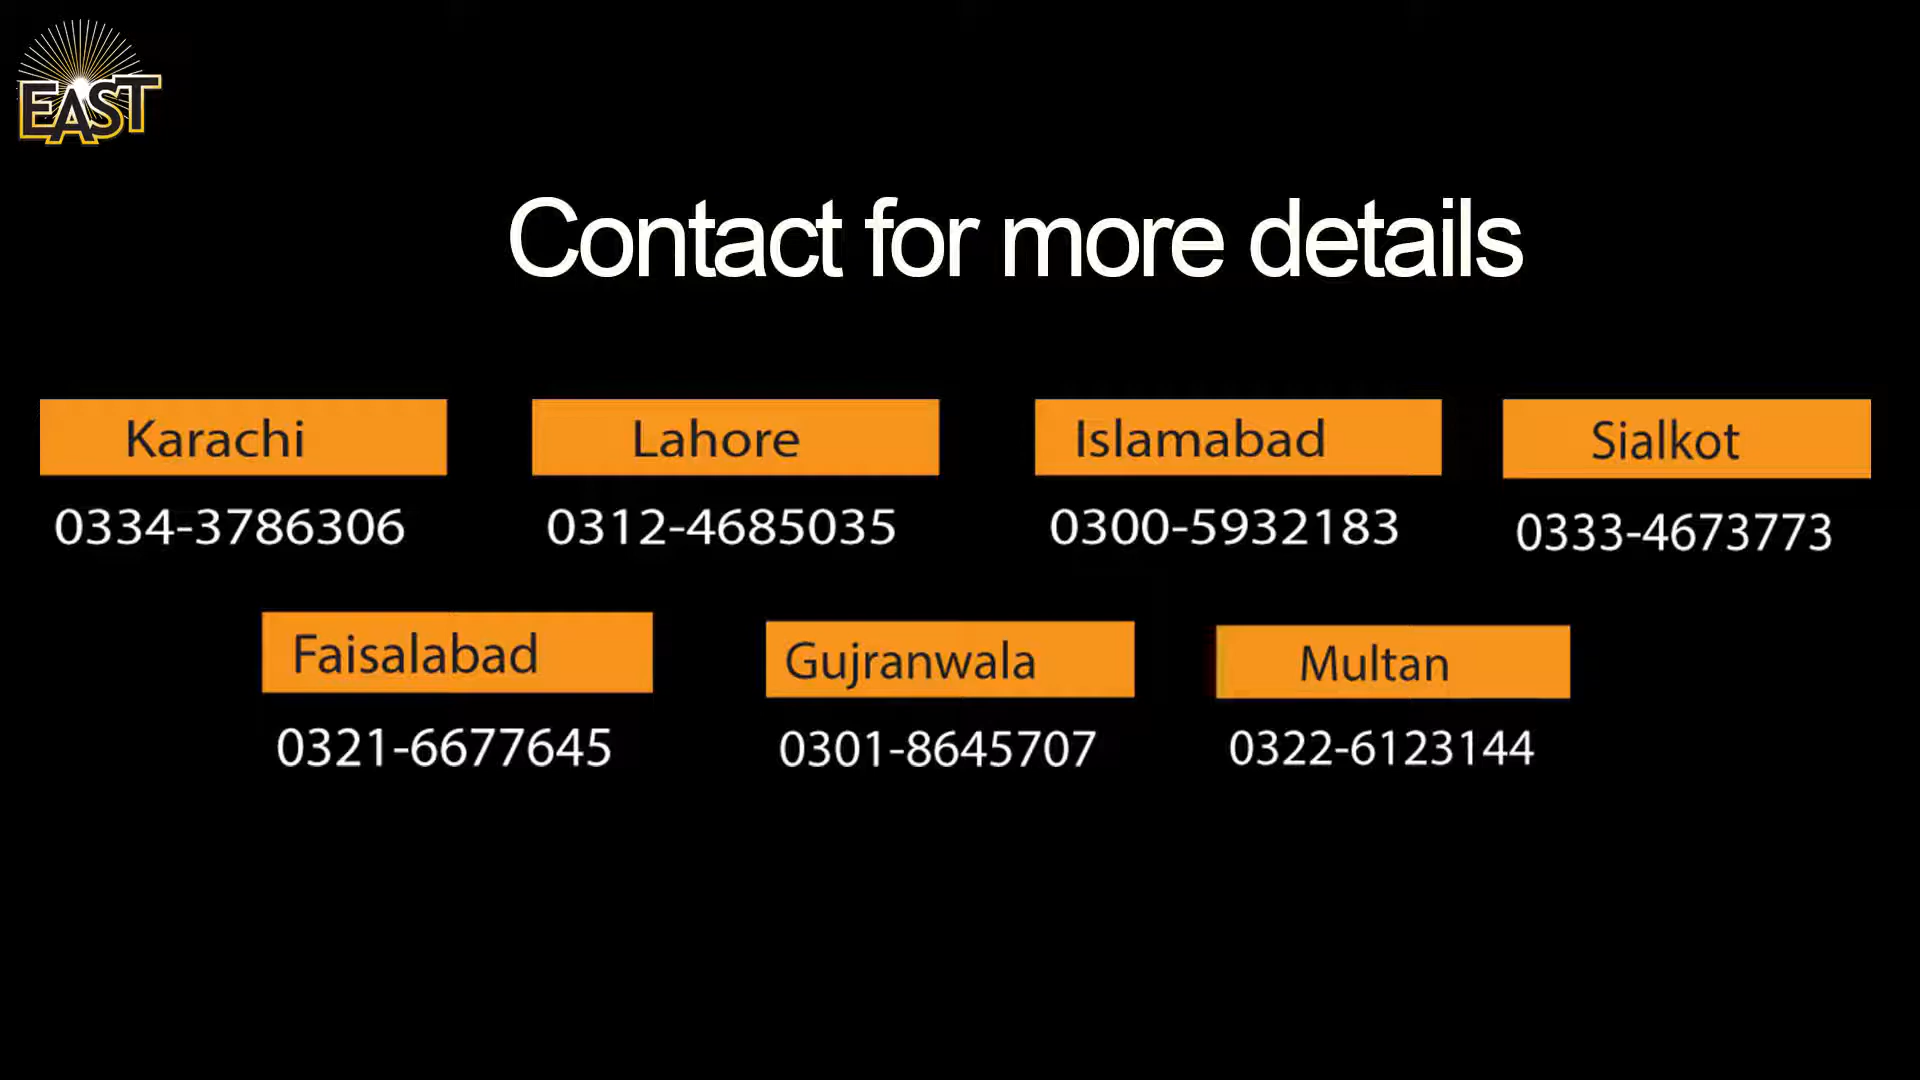 EAST
Contact for more details
Karachi Lahore Islamabad Sialkot
0334-3786306 0312-4685035 0300-5932183 0333-4673773
Faisalabad Gujranwala Multan
0321-6677645 0301-8645707 0322-6123144